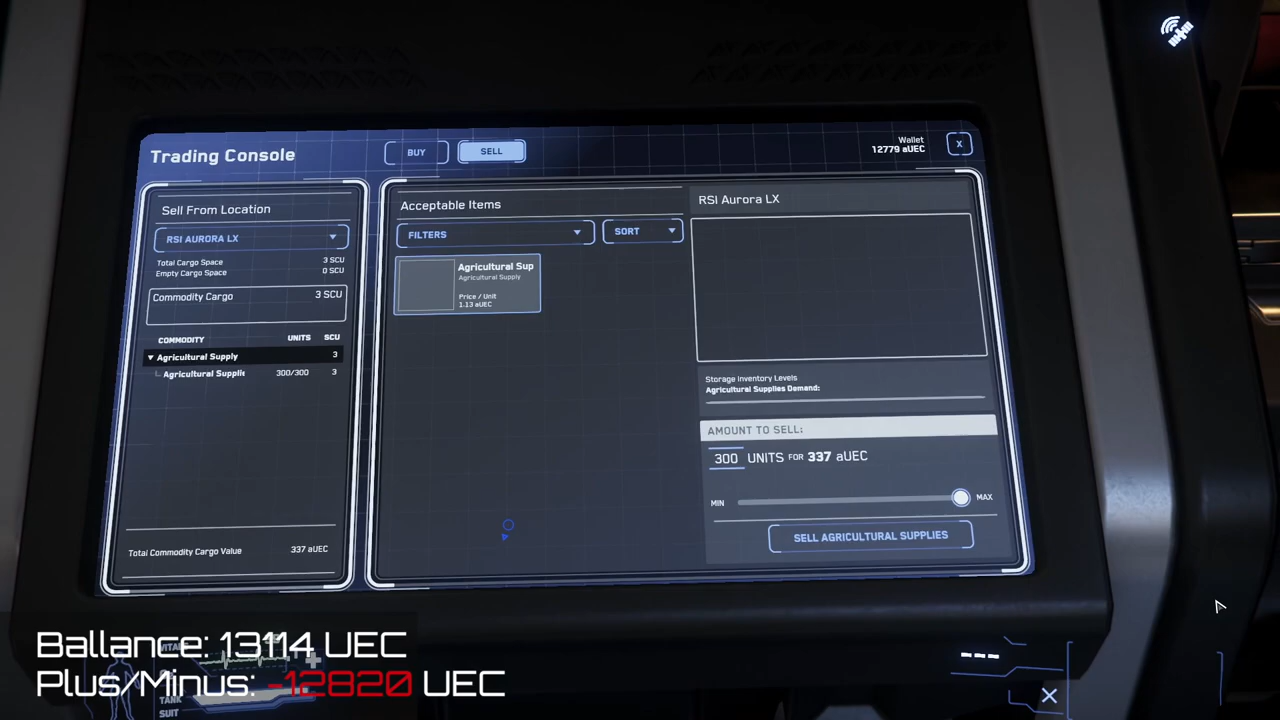 Trading Console
BUY
SELL
Wallet
12779 aUEC
X
Sell From Location
RSI AURORA LX
Total Cargo Space 3 SCU
Empty Cargo Space 0 SCU
Commodity Cargo 3 SCU
COMMODITY UNITS SCU
Agricultural Supply 3
Agricultural Supplie 300/300 3
Total Commodity Cargo Value 337 aUEC
Acceptable Items
FILTERS
SORT
Agricultural Sup
Agricultural Supply
Price / Unit
1.13 aUEC
RSI Aurora LX
Storage Inventory Levels
Agricultural Supplies Demand:
AMOUNT TO SELL:
300 UNITS FOR 337 aUEC
MIN
MAX
SELL AGRICULTURAL SUPPLIES
Ballance: 13114 UEC
Plus/Minus: -12820 UEC
TANK
SUIT